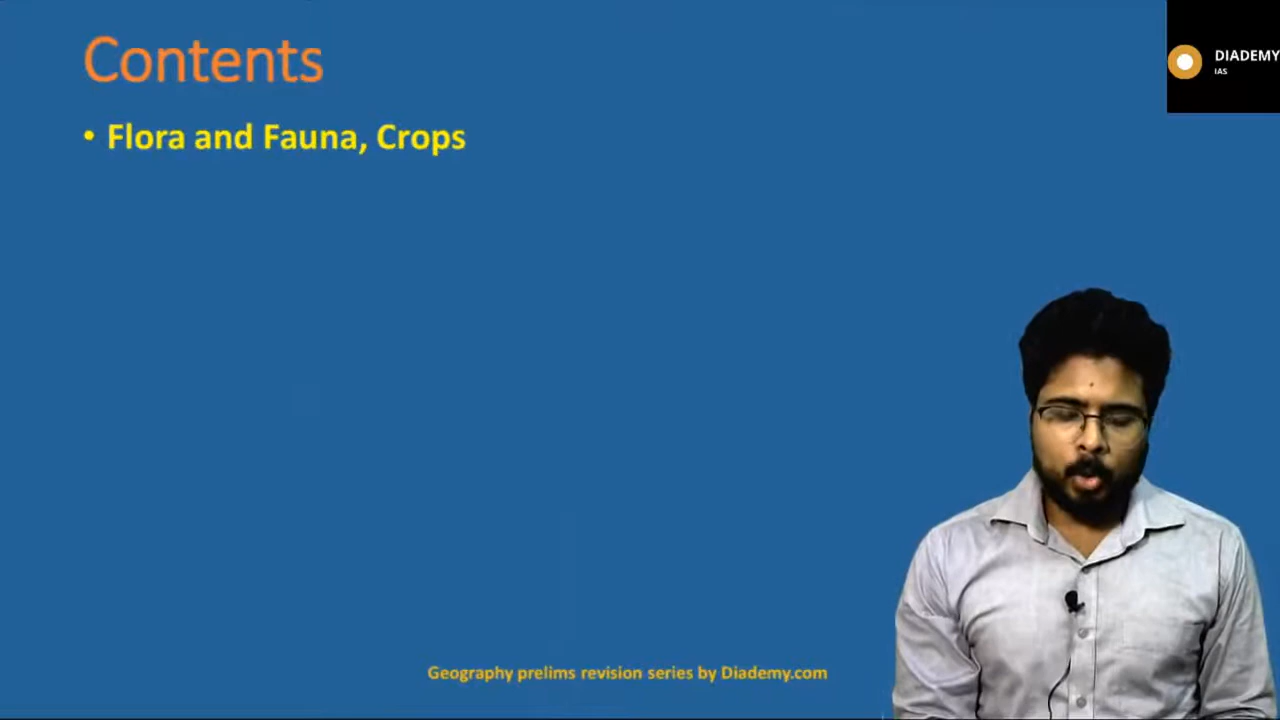 Contents
DIADEMY
IAS
• Flora and Fauna, Crops
Geography prelims revision series by Diademy.com